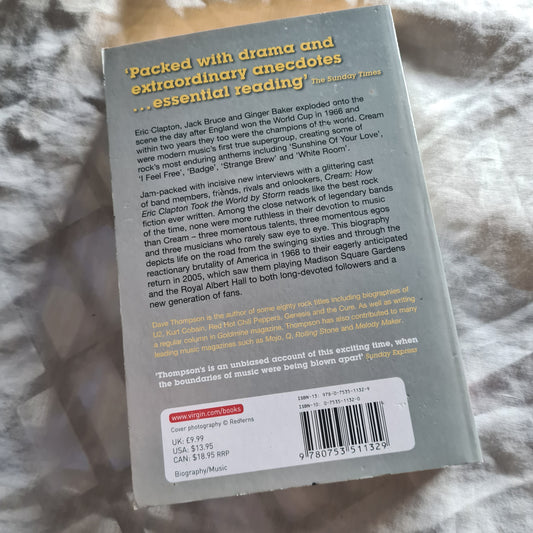 'Packed with drama and
extraordinary anecdotes
...essential reading' The Sunday Times
Eric Clapton, Jack Bruce and Ginger Baker exploded onto the
scene the day after England won the World Cup in 1966 and
within two years they too were the champions of the world. Cream
were modern music's first true supergroup, creating some of
rock's most enduring anthems including 'Sunshine Of Your Love',
'I Feel Free', 'Badge', 'Strange Brew' and 'White Room'.
Jam-packed with incisive new interviews with a glittering cast
of band members, friends, rivals and onlookers, Cream: How
Eric Clapton Took the World by Storm reads like the best rock
fiction ever written. Among the close network of legendary bands
of the time, none were more ruthless in their devotion to music
than Cream – three momentous talents, three momentous egos
and three musicians who rarely saw eye to eye. This biography
depicts life on the road from the swinging sixties and through the
reactionary brutality of America in 1968 to their eagerly anticipated
return in 2005, which saw them playing Madison Square Gardens
and the Royal Albert Hall to both long-devoted followers and a
new generation of fans.
Dave Thompson is the author of some eighty rock titles including biographies of
U2, Kurt Cobain, Red Hot Chili Peppers, Genesis and the Cure. As well as writing
a regular column in Goldmine magazine, Thompson has also contributed to many
leading music magazines such as Mojo, Q, Rolling Stone and Melody Maker.
'Thompson's is an unbiased account of this exciting time, when
the boundaries of music were being blown apart' Sunday Express
www.virgin.com/books
Cover photography © Redferns
UK: £9.99
USA: $13.95
CAN: $18.95 RRP
Biography/Music
ISBN-13: 978-0-7535-1132-9
ISBN-10: 0-7535-1132-0
9 780753 511329